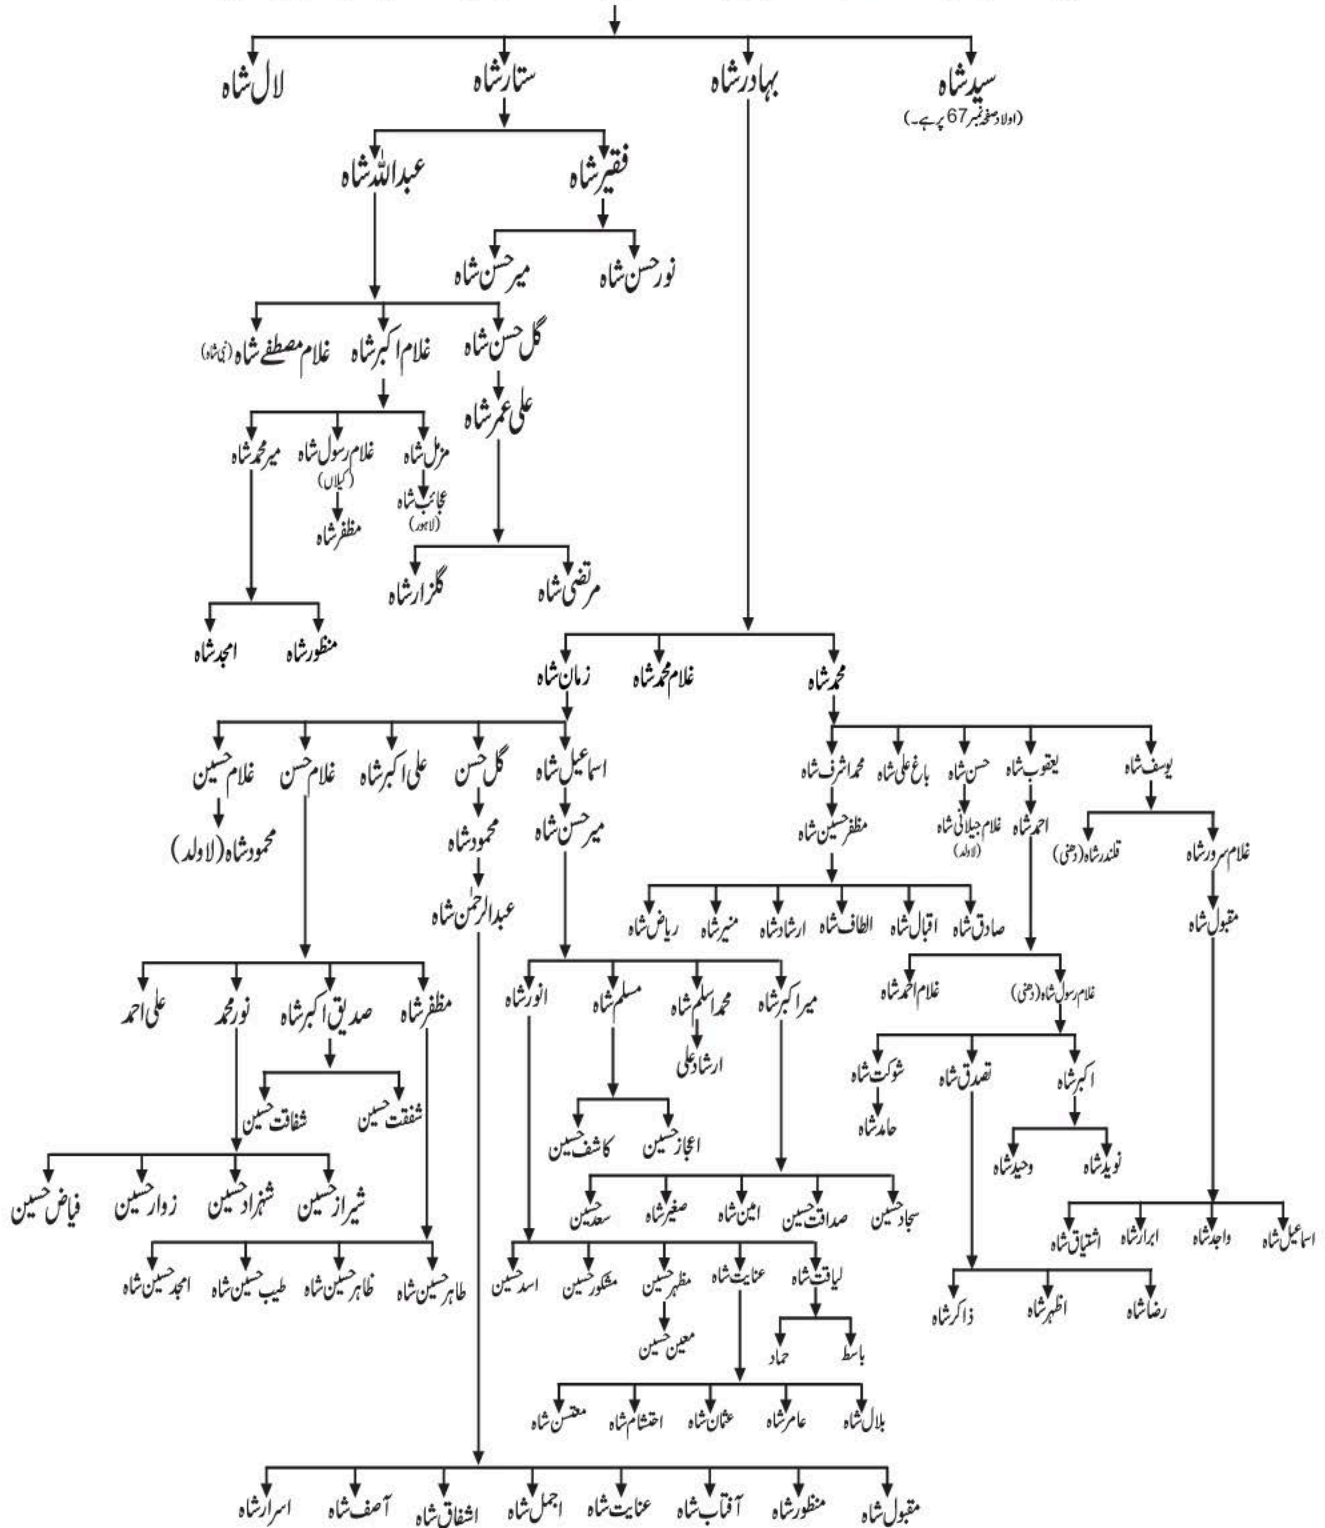 سید شاہ بہادر شاہ ستار شاہ لال شاہ
(اولاد صفحہ نمبر 67 پر ہے۔)
فقیر شاہ عبداللہ شاہ
نور حسن شاہ میر حسن شاہ
گل حسن شاہ غلام اکبر شاہ غلام مصطفےٰ شاہ (نبی شاہ)
علی عمر شاہ
مزمل شاہ غلام رسول شاہ میر محمد شاہ
(گیلاں)
عجائب شاہ
(لاہور)
مظفر شاہ
مرتضی شاہ گلزار شاہ
منظور شاہ امجد شاہ
محمد شاہ غلام محمد شاہ زمان شاہ
یوسف شاہ یعقوب شاہ حسن شاہ باغ علی شاہ محمد اشرف شاہ اسماعیل شاہ گل حسن علی اکبر شاہ غلام حسن غلام حسین
احمد شاہ غلام جیلانی شاہ مظفر حسین شاہ میر حسن شاہ محمود شاہ محمود شاہ (لاولد)
(لاولد)
غلام سرور شاہ قلندر شاہ (دھنی)
مقبول شاہ صادق شاہ اقبال شاہ الطاف شاہ ارشاد شاہ منیر شاہ ریاض شاہ عبدالرحمٰن شاہ
غلام رسول شاہ (دھنی) غلام احمد شاہ میر اکبر شاہ محمد اسلم شاہ مسلم شاہ انور شاہ مظفر شاہ صدیق اکبر شاہ نور محمد علی احمد
اکبر شاہ تصدق شاہ شوکت شاہ ارشاد علی
حامد شاہ شفقت حسین شفاقت حسین
نوید شاہ وحید شاہ اعجاز حسین کاشف حسین
سجاد حسین صداقت حسین امین شاہ صغیر شاہ سعد حسین شیراز حسین شہزاد حسین زوار حسین فیاض حسین
اسماعیل شاہ واجد شاہ ابرار شاہ اشتیاق شاہ
لیاقت شاہ عنایت شاہ مظہر حسین مشکور حسین اسد حسین طاہر حسین شاہ ظاہر حسین شاہ طیب حسین شاہ امجد حسین شاہ
رضا شاہ اظہر شاہ ذاکر شاہ
باسط حماد معین حسین
بلال شاہ عامر شاہ عثمان شاہ احتشام شاہ
مقبول شاہ منظور شاہ آفتاب شاہ عنایت شاہ اجمل شاہ اشفاق شاہ آصف شاہ اسرار شاہ